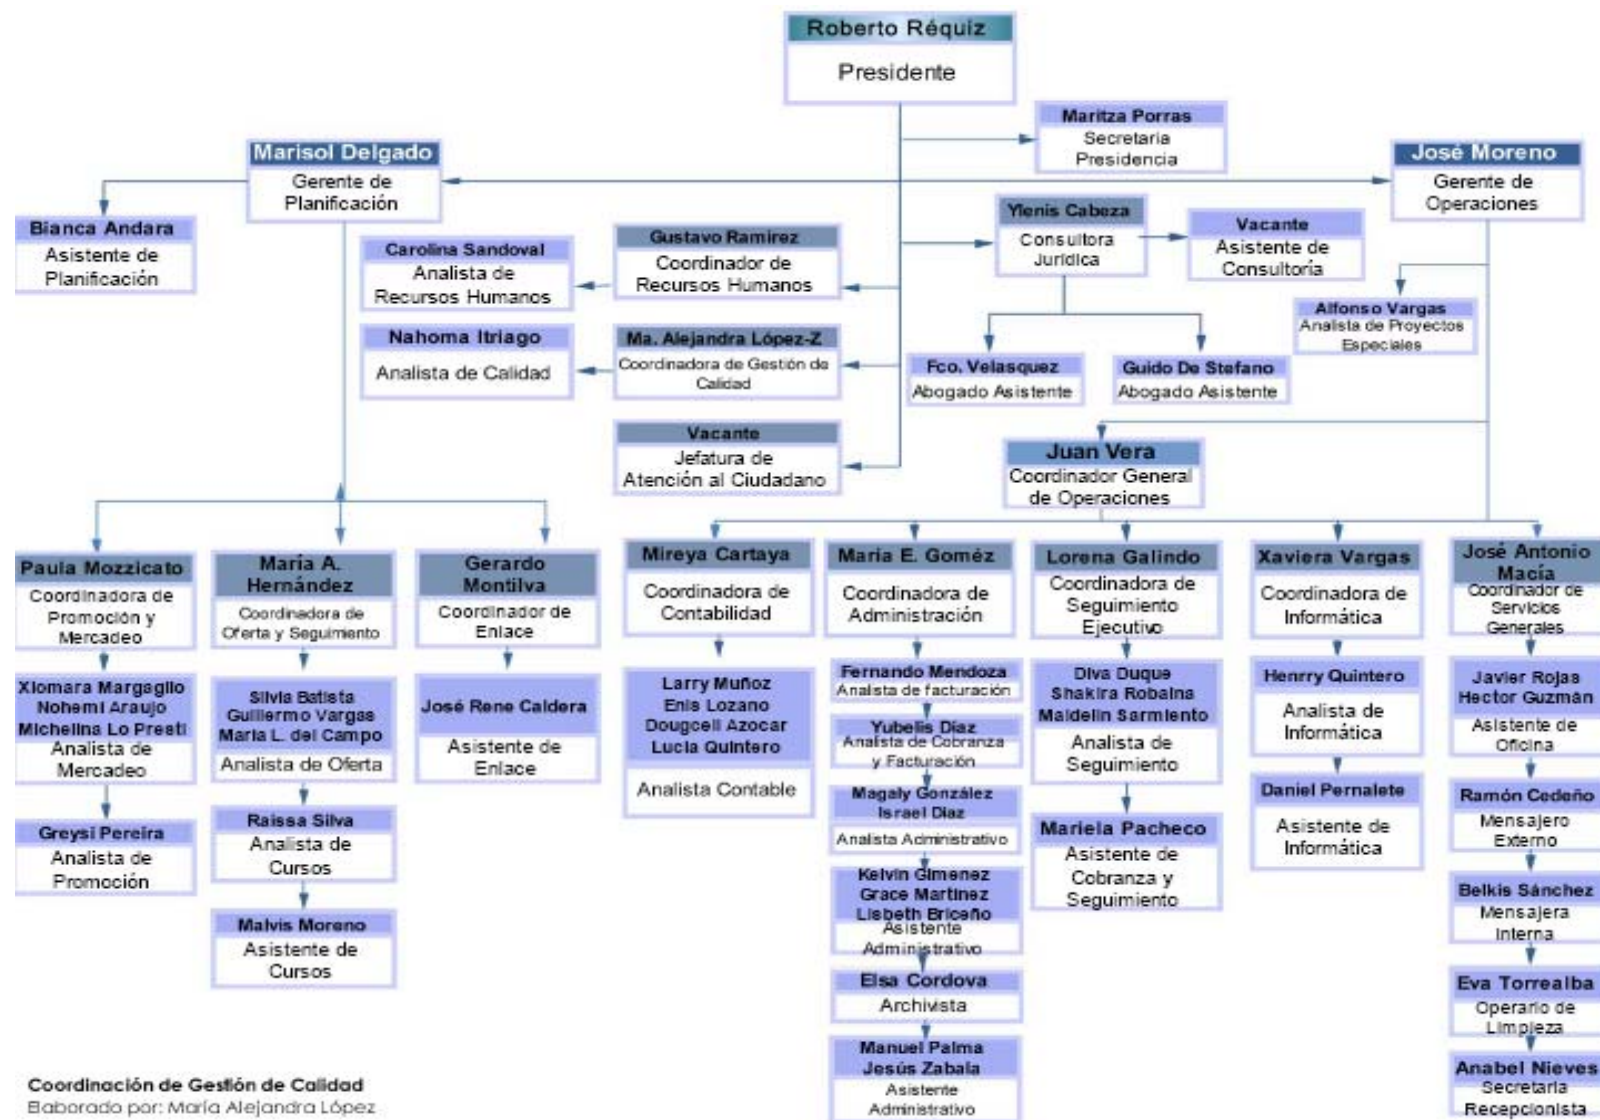 Roberto Réquiz
Presidente
Maritza Porras
Secretaria
Presidencia
Marisol Delgado
Gerente de
Planificación
José Moreno
Gerente de
Operaciones
Bianca Andara
Asistente de
Planificación
Ylenis Cabeza
Consultora
Jurídica
Vacante
Asistente de
Consultoría
Carolina Sandoval
Analista de
Recursos Humanos
Gustavo Ramirez
Coordinador de
Recursos Humanos
Alfonso Vargas
Analista de Proyectos
Especiales
Nahoma Itriago
Analista de Calidad
Ma. Alejandra López-Z
Coordinadora de Gestión de
Calidad
Fco. Velasquez
Abogado Asistente
Guido De Stefano
Abogado Asistente
Vacante
Jefatura de
Atención al Ciudadano
Juan Vera
Coordinador General
de Operaciones
Paula Mozzicato
Coordinadora de
Promoción y
Mercadeo
Xiomara Margaglio
Nohemi Araujo
Michelina Lo Presti
Analista de
Mercadeo
Greysi Pereira
Analista de
Promoción
María A.
Hernández
Coordinadora de
Oferta y Seguimiento
Silvia Batista
Guillermo Vargas
María L. del Campo
Analista de Oferta
Raissa Silva
Analista de
Cursos
Malvis Moreno
Asistente de
Cursos
Gerardo
Montilva
Coordinador de
Enlace
José Rene Caldera
Asistente de
Enlace
Mireya Cartaya
Coordinadora de
Contabilidad
Larry Muñoz
Enis Lozano
Dougcell Azocar
Lucia Quintero
Analista Contable
María E. Goméz
Coordinadora de
Administración
Fernando Mendoza
Analista de facturación
Yubelis Díaz
Analista de Cobranza
y Facturación
Magaly González
Israel Díaz
Analista Administrativo
Kelvin Gimenez
Grace Martinez
Lisbeth Briceño
Asistente
Administrativo
Elsa Cordova
Archivista
Manuel Palma
Jesús Zabala
Asistente
Administrativo
Lorena Galindo
Coordinadora de
Seguimiento
Ejecutivo
Diva Duque
Shakira Robaina
Maidelin Sarmiento
Analista de
Seguimiento
Mariela Pacheco
Asistente de
Cobranza y
Seguimiento
Xaviera Vargas
Coordinadora de
Informática
Henrry Quintero
Analista de
Informática
Daniel Pernalete
Asistente de
Informática
José Antonio
Macía
Coordinador de
Servicios
Generales
Javier Rojas
Hector Guzmán
Asistente de
Oficina
Ramón Cedeño
Mensajero
Externo
Belkis Sánchez
Mensajera
Interna
Eva Torrealba
Operario de
Limpieza
Anabel Nieves
Secretaria
Recepcionista
Coordinación de Gestión de Calidad
Elaborado por: María Alejandra López